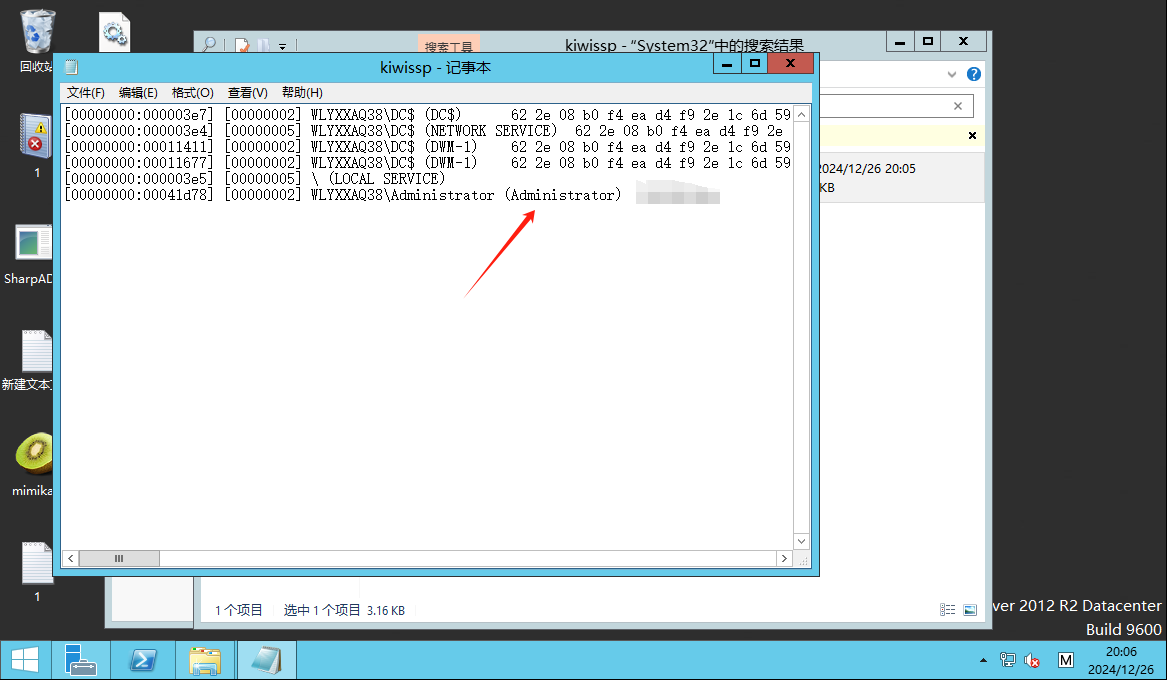 回收站
1
SharpAD
新建文本
mimika
1
搜索工具
kiwissp - "System32"中的搜索结果
kiwissp - 记事本
文件(F) 编辑(E) 格式(O) 查看(V) 帮助(H)
[00000000:000003e7] [00000002] WLYXXAQ38\DC$ (DC$) 62 2e 08 b0 f4 ea d4 f9 2e 1c 6d 59
[00000000:000003e4] [00000005] WLYXXAQ38\DC$ (NETWORK SERVICE) 62 2e 08 b0 f4 ea d4 f9 2e
[00000000:00011411] [00000002] WLYXXAQ38\DC$ (DWM-1) 62 2e 08 b0 f4 ea d4 f9 2e 1c 6d 59
[00000000:00011677] [00000002] WLYXXAQ38\DC$ (DWM-1) 62 2e 08 b0 f4 ea d4 f9 2e 1c 6d 59
[00000000:000003e5] [00000005] \ (LOCAL SERVICE)
[00000000:00041d78] [00000002] WLYXXAQ38\Administrator (Administrator)
2024/12/26 20:05
KB
1 个项目 选中 1 个项目 3.16 KB
ver 2012 R2 Datacenter
Build 9600
M
20:06
2024/12/26